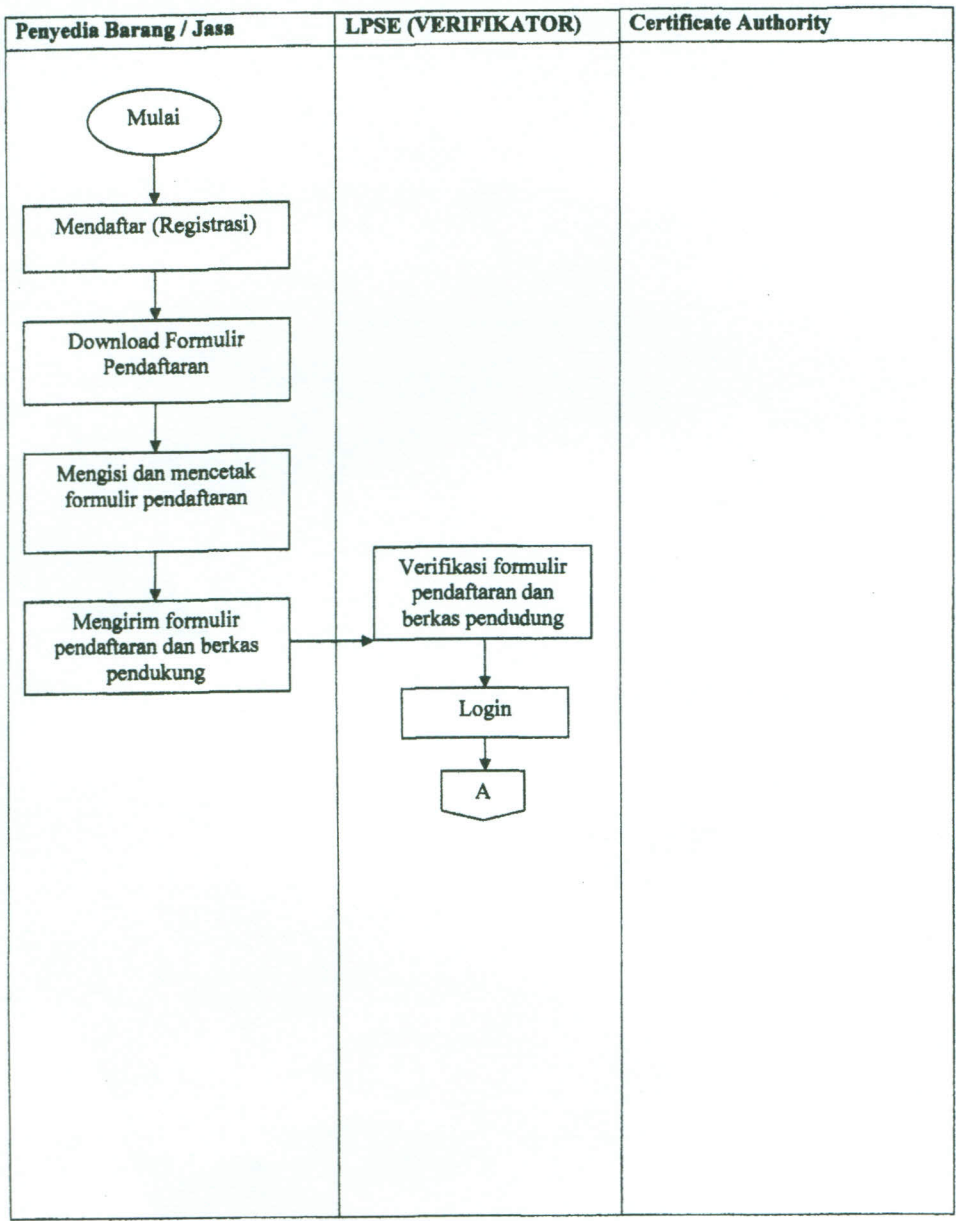 Penyedia Barang / Jasa
LPSE (VERIFIKATOR)
Certificate Authority
Mulai
Mendaftar (Registrasi)
Download Formulir
Pendaftaran
Mengisi dan mencetak
formulir pendaftaran
Mengirim formulir
pendaftaran dan berkas
pendukung
Verifikasi formulir
pendaftaran dan
berkas pendudung
Login
A